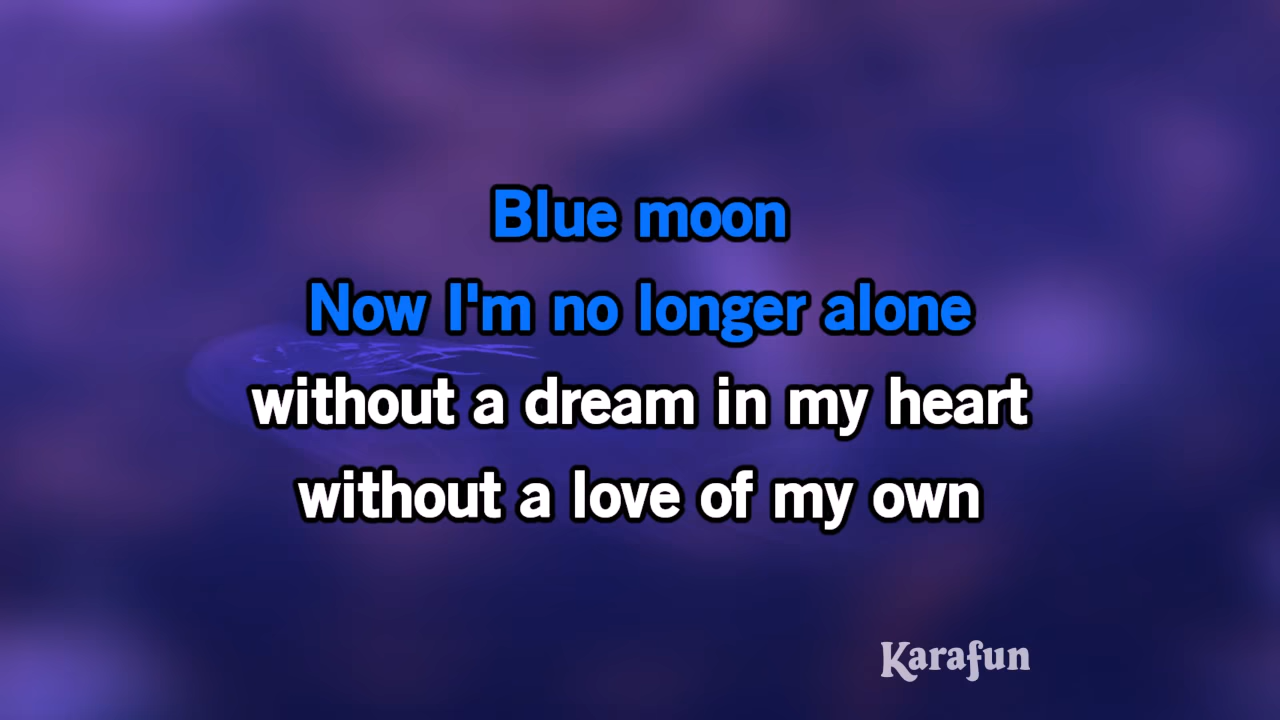 Blue moon
Now I'm no longer alone
without a dream in my heart
without a love of my own
Karafun